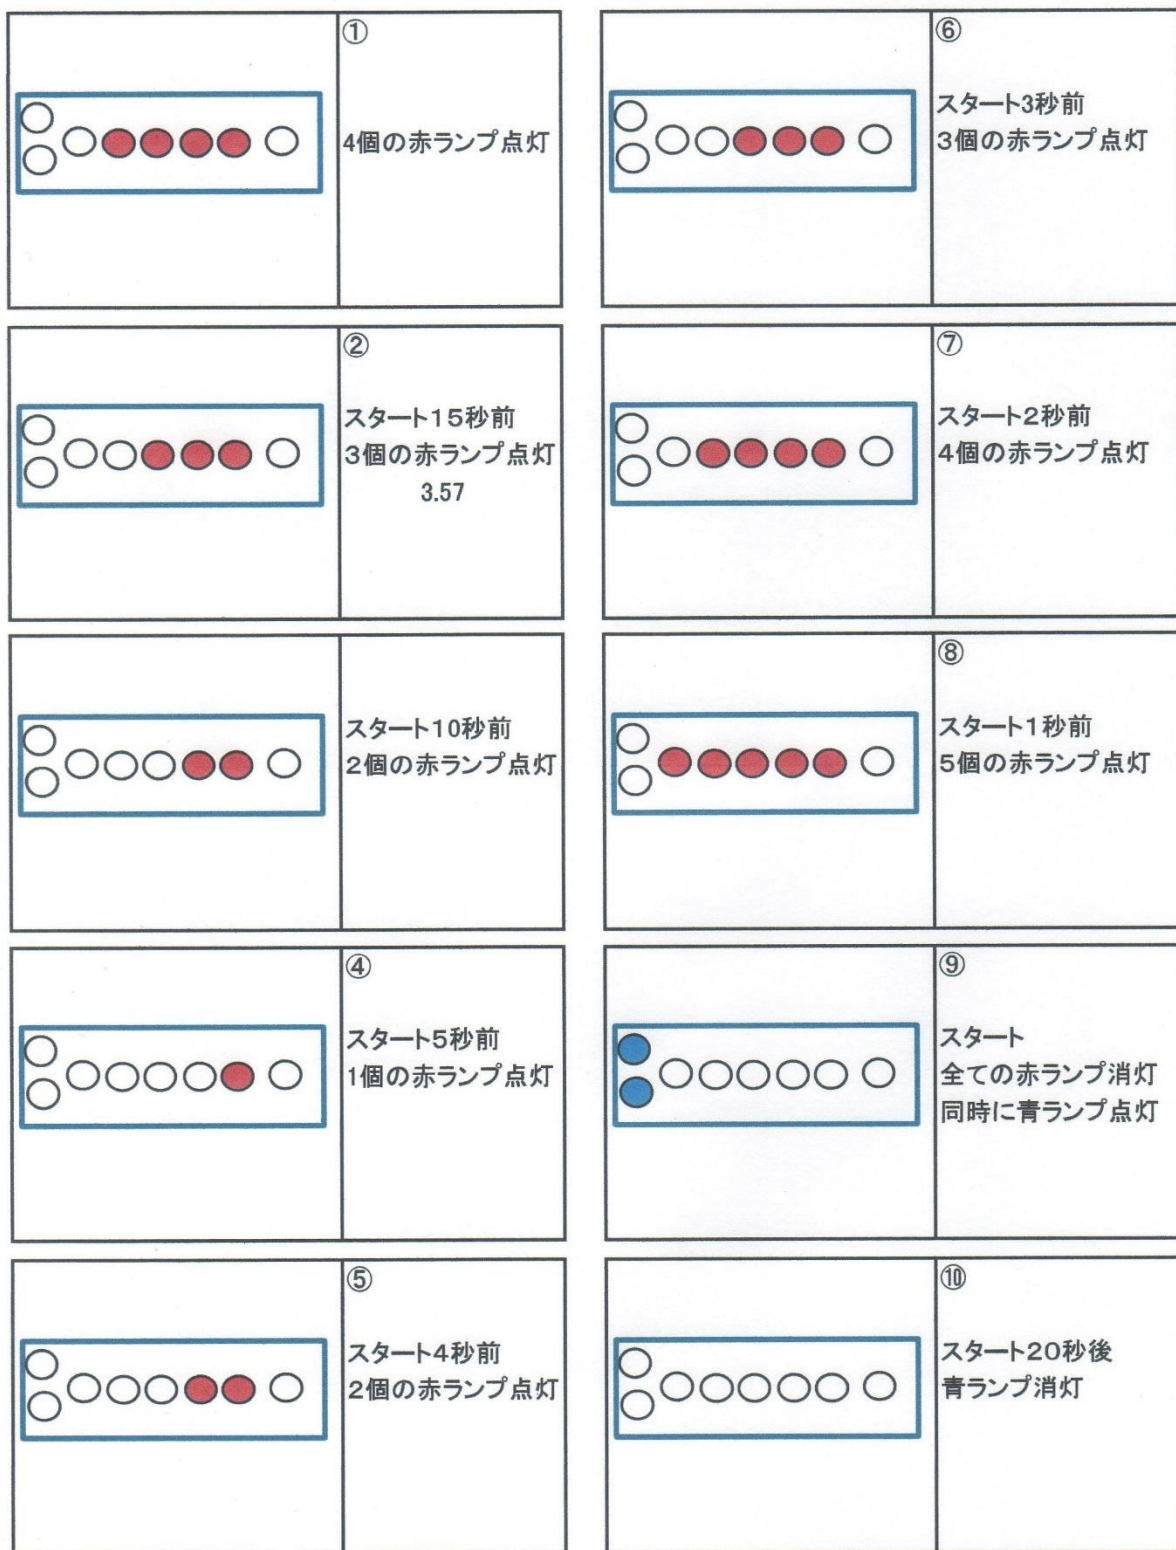 ①
4個の赤ランプ点灯
②
スタート15秒前
3個の赤ランプ点灯
3.57
スタート10秒前
2個の赤ランプ点灯
④
スタート5秒前
1個の赤ランプ点灯
⑤
スタート4秒前
2個の赤ランプ点灯
⑥
スタート3秒前
3個の赤ランプ点灯
⑦
スタート2秒前
4個の赤ランプ点灯
⑧
スタート1秒前
5個の赤ランプ点灯
⑨
スタート
全ての赤ランプ消灯
同時に青ランプ点灯
⑩
スタート20秒後
青ランプ消灯